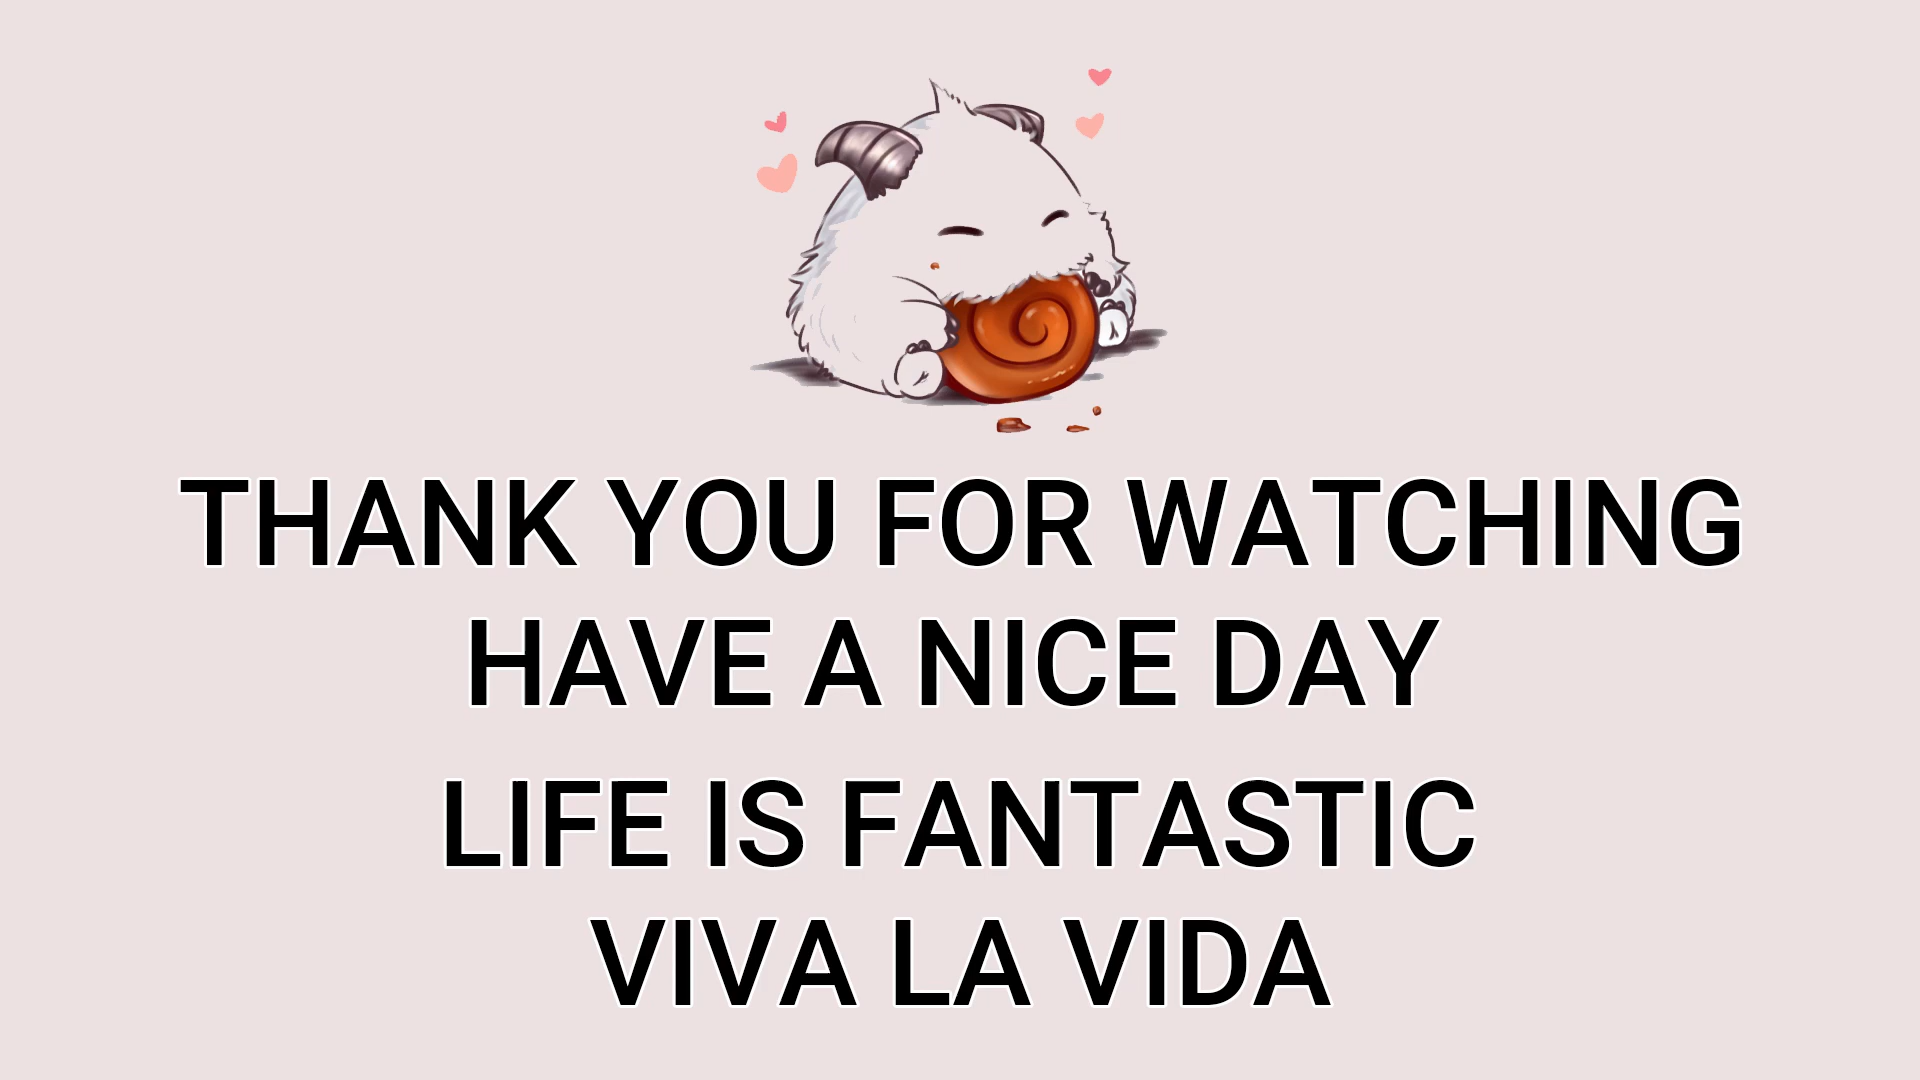 THANK YOU FOR WATCHING
HAVE A NICE DAY
LIFE IS FANTASTIC
VIVA LA VIDA